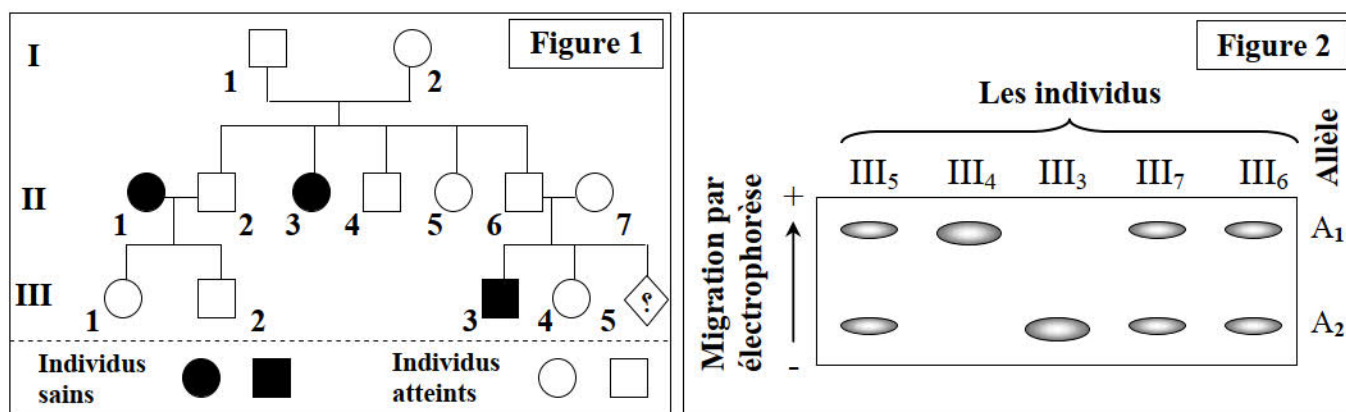 Figure 1
I
1
2
II
1
2
3
4
5
6
7
III
1
2
3
4
5
?
Individus sains
Individus atteints
Figure 2
Les individus
Allèle
III5 III4 III3 III7 III6
Migration par
électrophorèse
+
-
A1
A2